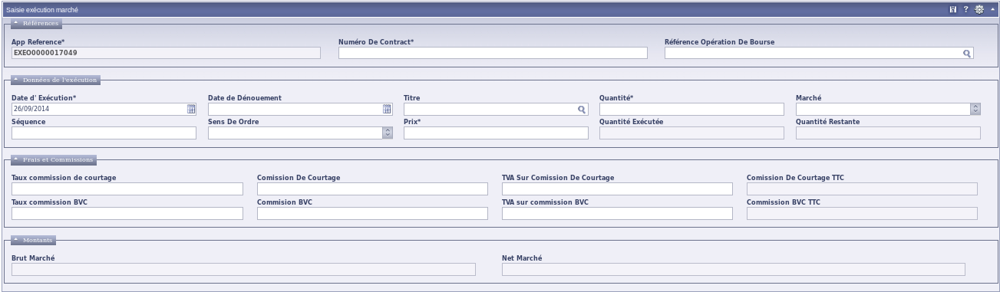 Saisie exécution marché ?
Références
App Reference* Numéro De Contract* Référence Opération De Bourse
EXEO0000017049
Données de l'exécution
Date d' Exécution* Date de Dénouement Titre Quantité* Marché
26/09/2014
Séquence Sens De Ordre Prix* Quantité Exécutée Quantité Restante
Frais et Commissions
Taux commission de courtage Comission De Courtage TVA Sur Comission De Courtage Comission De Courtage TTC
Taux commission BVC Commision BVC TVA sur commission BVC Commission BVC TTC
Montants
Brut Marché Net Marché